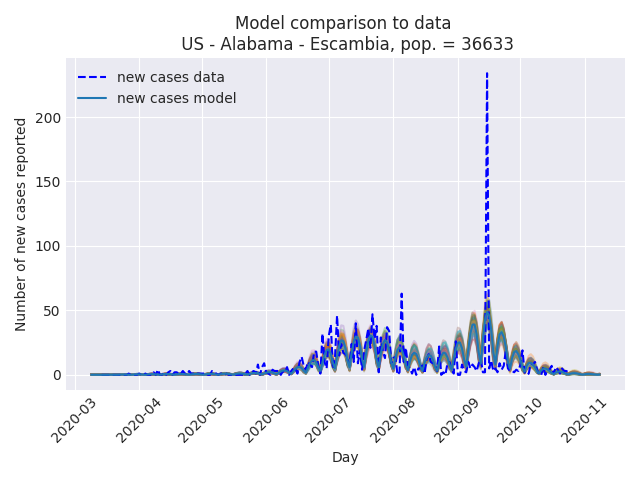 Model comparison to data
US - Alabama - Escambia, pop. = 36633
new cases data
new cases model
Number of new cases reported
200
150
100
50
0
2020-03
2020-04
2020-05
2020-06
2020-07
2020-08
2020-09
2020-10
2020-11
Day